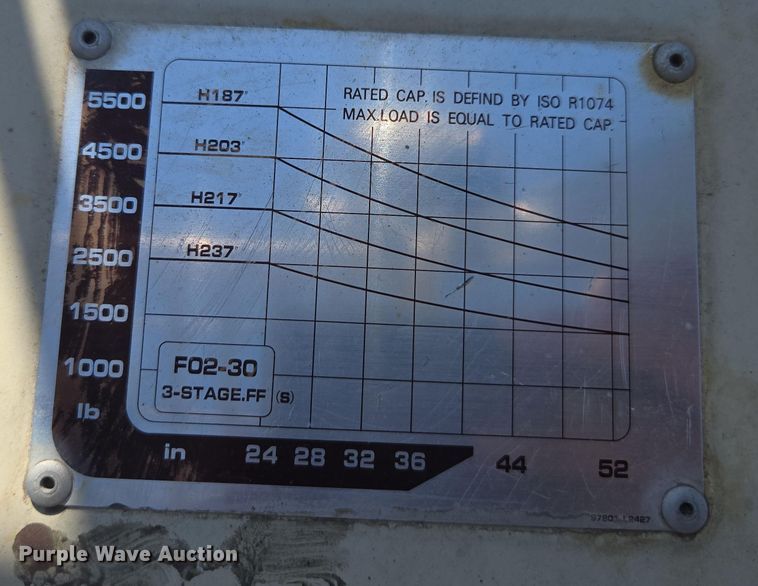 5500
4500
3500
2500
1500
1000
lb
H187"
H203"
H217"
H237"
RATED CAP. IS DEFIND BY ISO R1074
MAX.LOAD IS EQUAL TO RATED CAP.
F02-30
3-STAGE.FF (S)
in 24 28 32 36 44 52
Purple Wave Auction